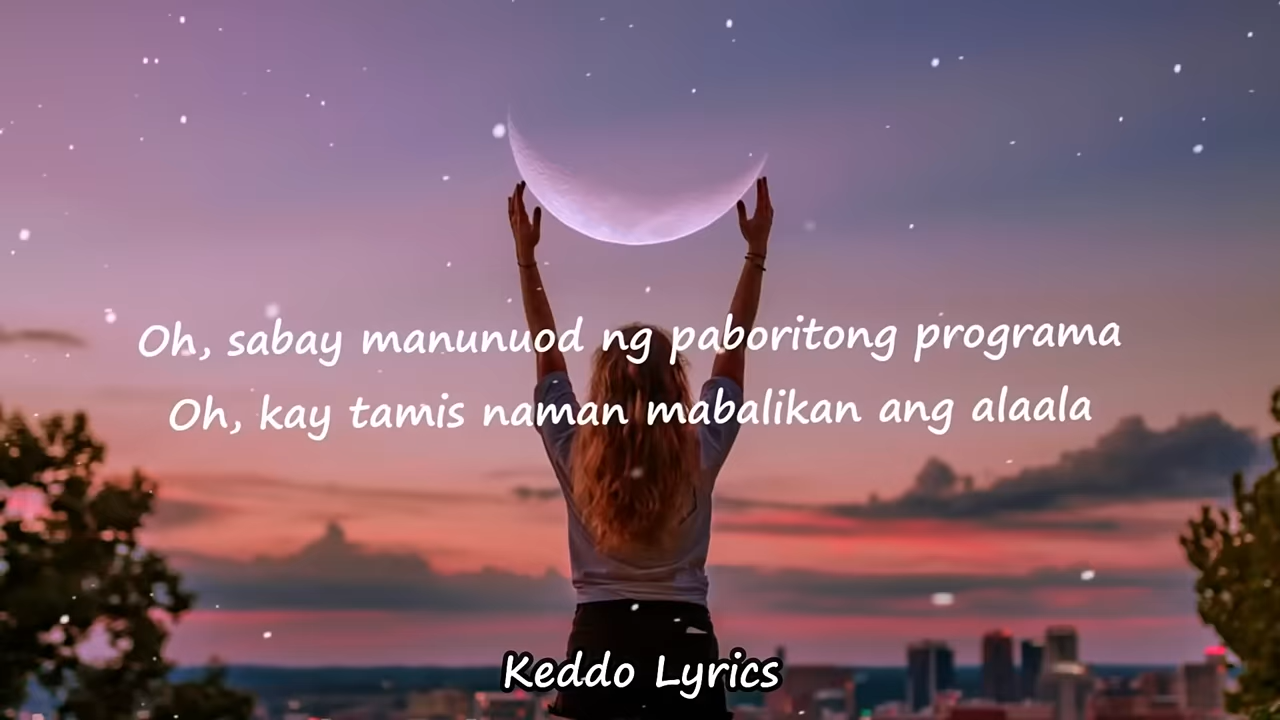 Oh, sabay manunuod ng paboritong programa
Oh, kay tamis naman mabalikan ang alaala
Keddo Lyrics